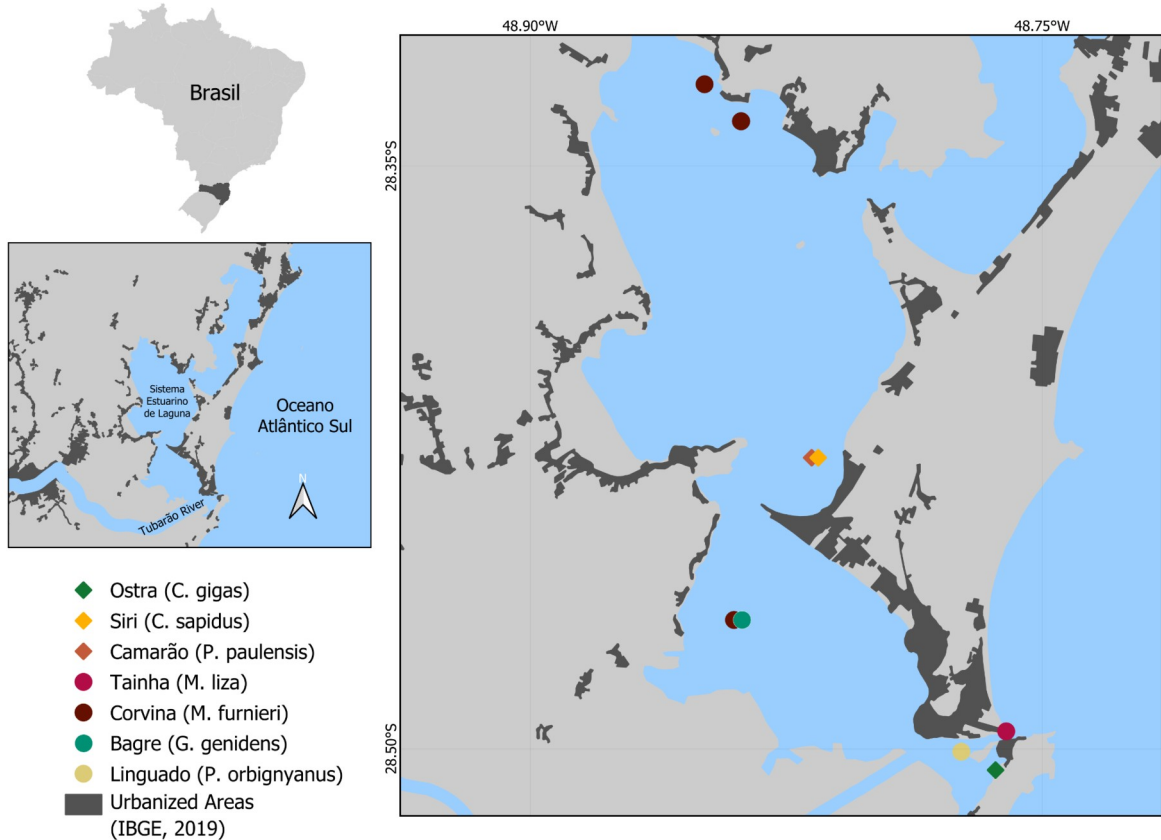 Brasil
48.90°W
48.75°W
28.35°S
28.50°S
Sistema
Estuarino
de Laguna
Oceano
Atlântico Sul
N
Tubarão River
Ostra (C. gigas)
Siri (C. sapidus)
Camarão (P. paulensis)
Tainha (M. liza)
Corvina (M. furnieri)
Bagre (G. genidens)
Linguado (P. orbignyanus)
Urbanized Areas
(IBGE, 2019)